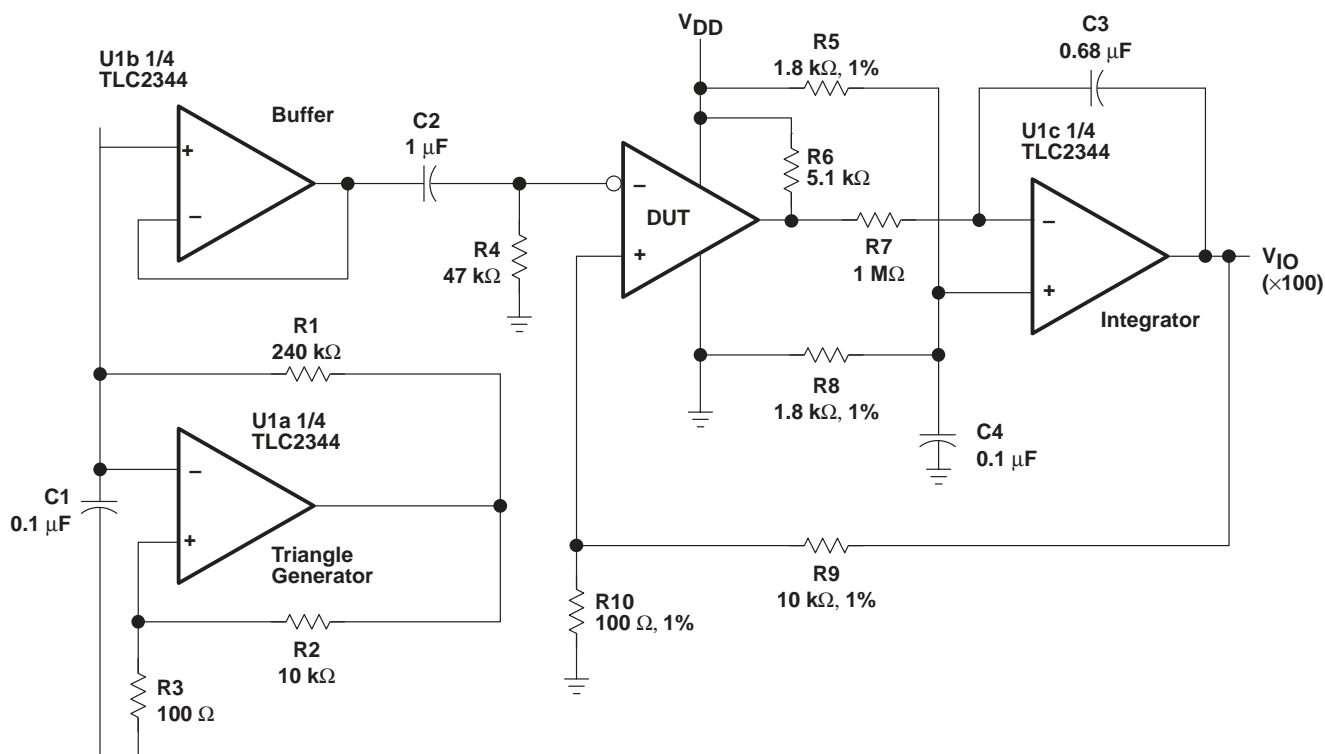 U1b 1/4
TLC2344
Buffer
+
−
C2
1 μF
R4
47 kΩ
VDD
R5
1.8 kΩ, 1%
R6
5.1 kΩ
−
DUT
+
R7
1 MΩ
C3
0.68 μF
U1c 1/4
TLC2344
−
+
Integrator
VIO
(×100)
R8
1.8 kΩ, 1%
C4
0.1 μF
R1
240 kΩ
U1a 1/4
TLC2344
−
+
C1
0.1 μF
Triangle
Generator
R2
10 kΩ
R3
100 Ω
R9
10 kΩ, 1%
R10
100 Ω, 1%